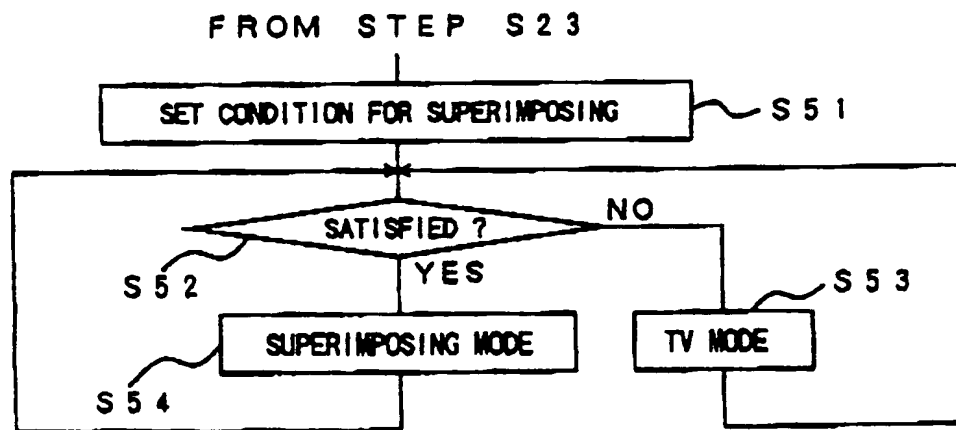 FROM STEP S23
SET CONDITION FOR SUPERIMPOSING
S51
SATISFIED ?
NO
YES
S52
S53
SUPERIMPOSING MODE
TV MODE
S54